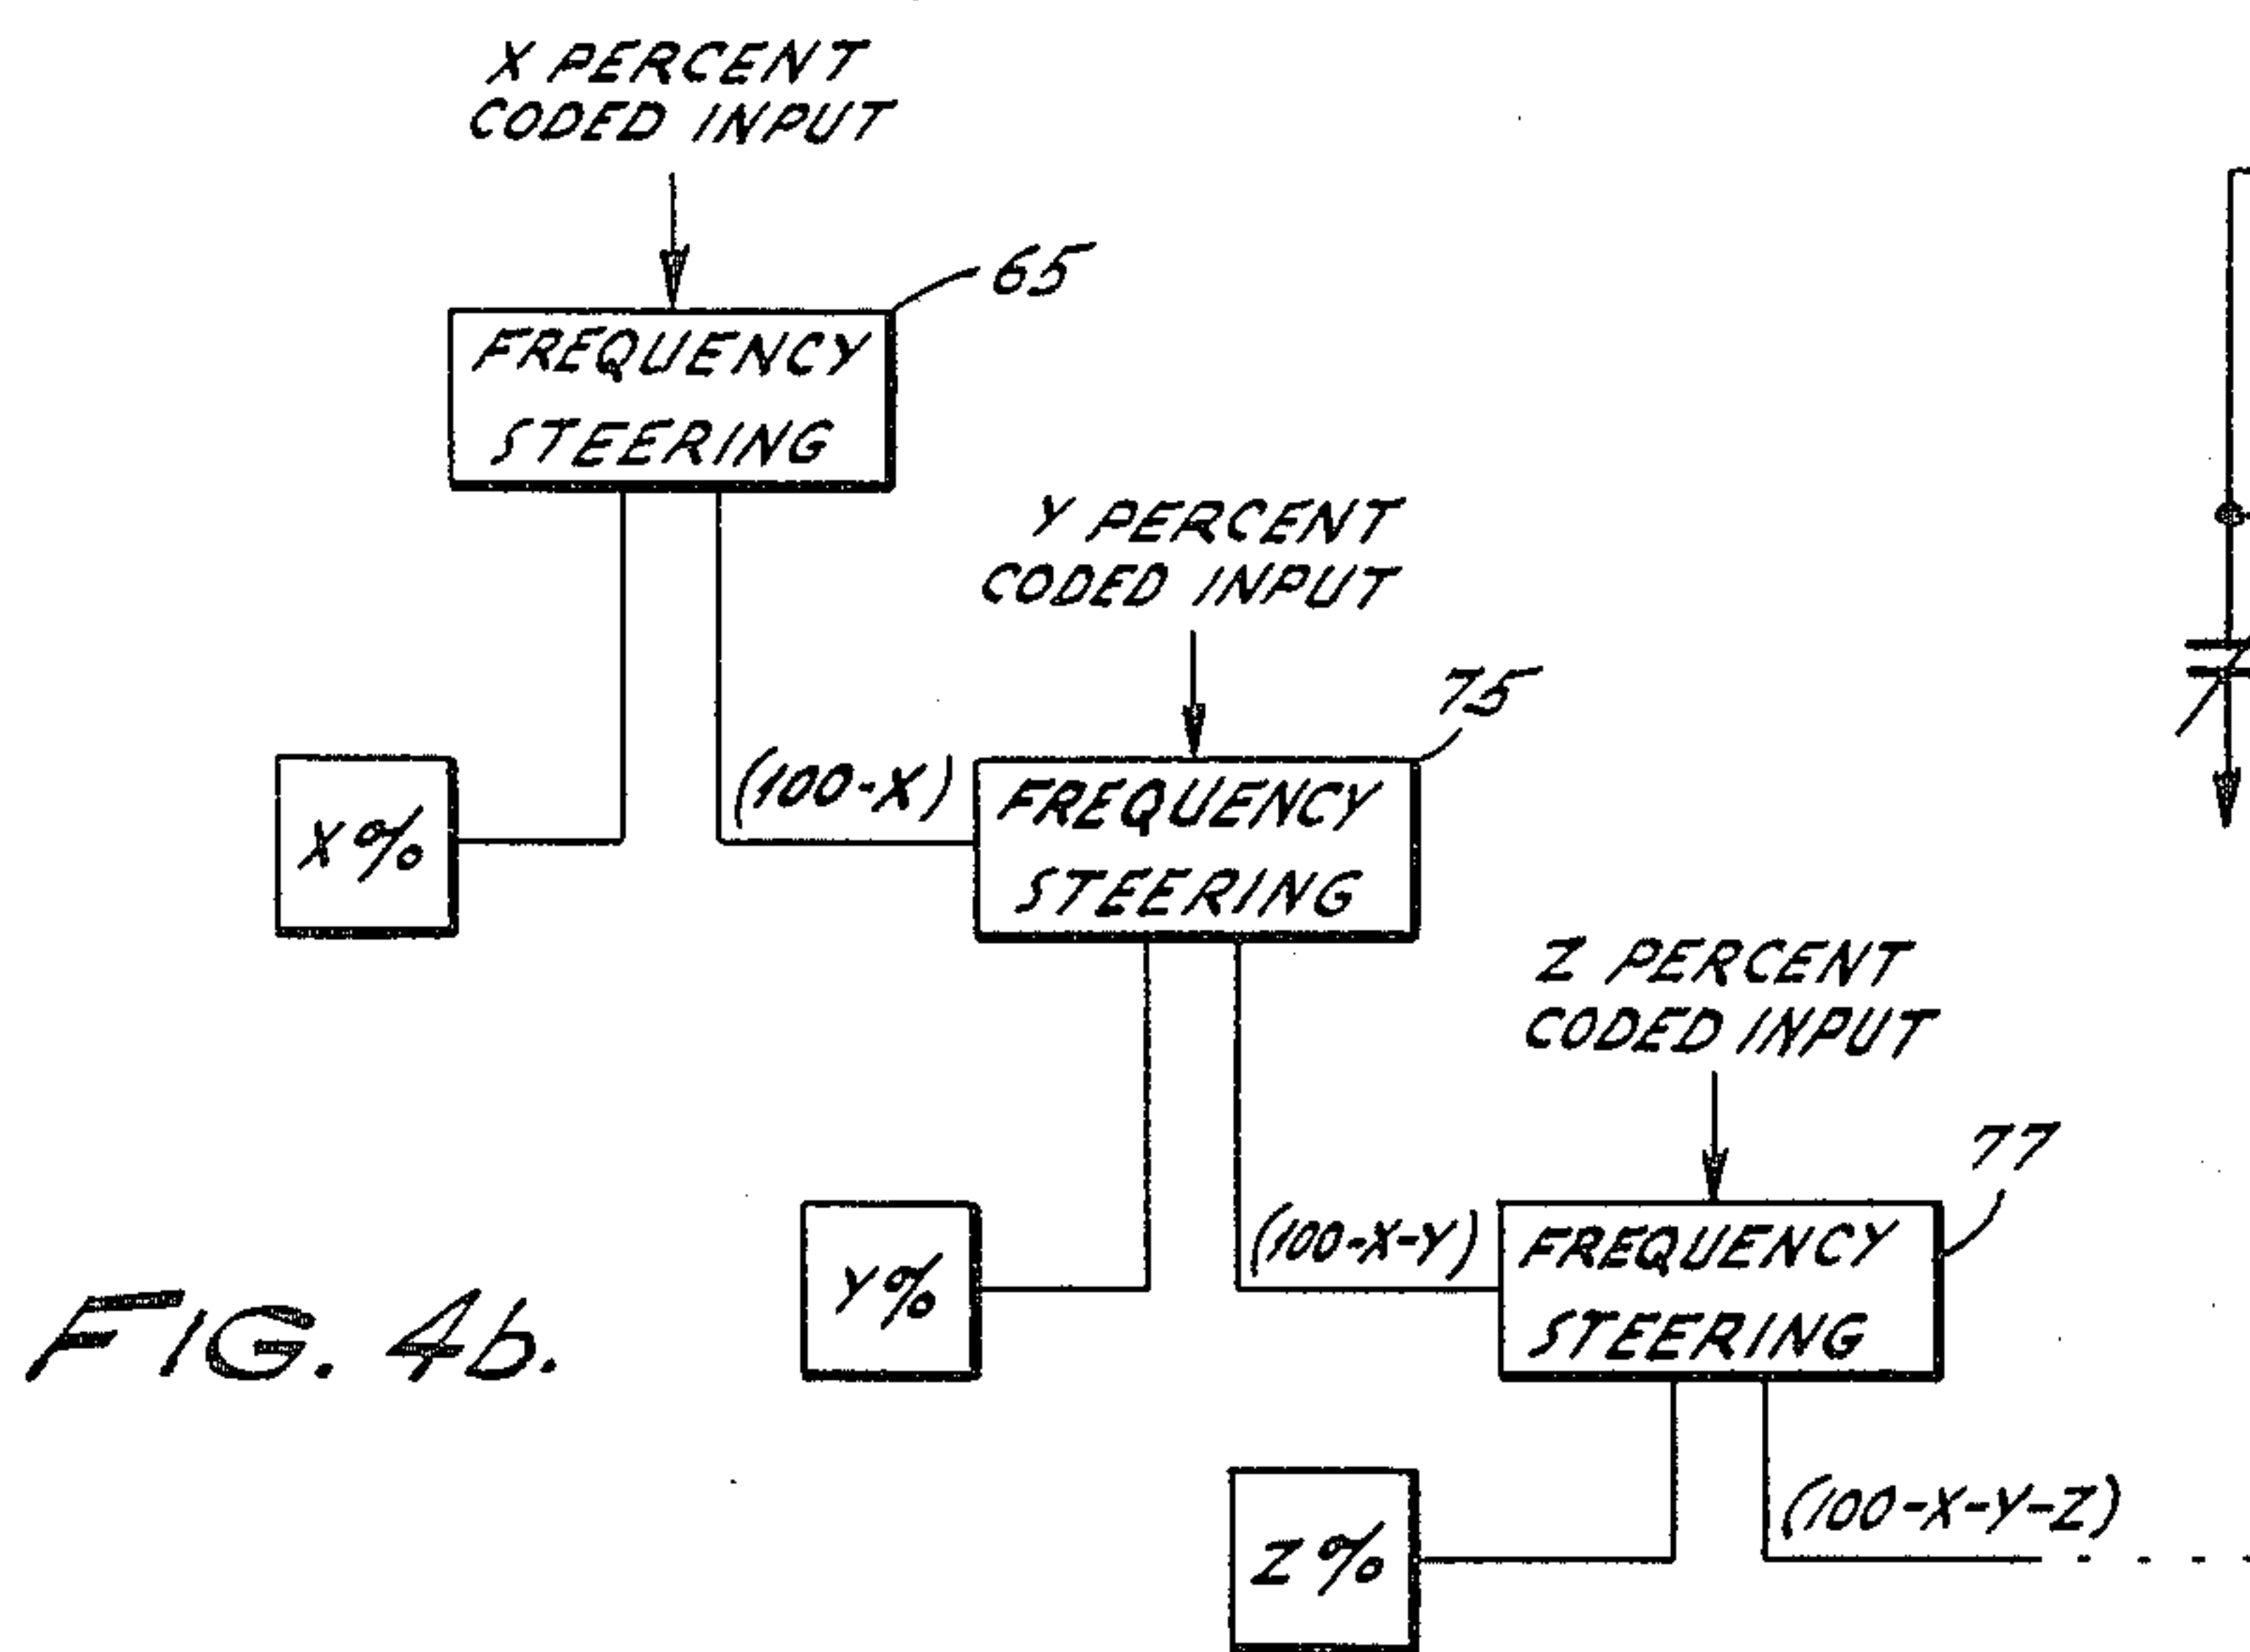 X PERCENT
CODED INPUT
65
FREQUENCY
STEERING
Y PERCENT
CODED INPUT
75
X%
(100-X)
FREQUENCY
STEERING
Z PERCENT
CODED INPUT
77
Y%
(100-X-Y)
FREQUENCY
STEERING
FIG. 4b.
Z%
(100-X-Y-Z)